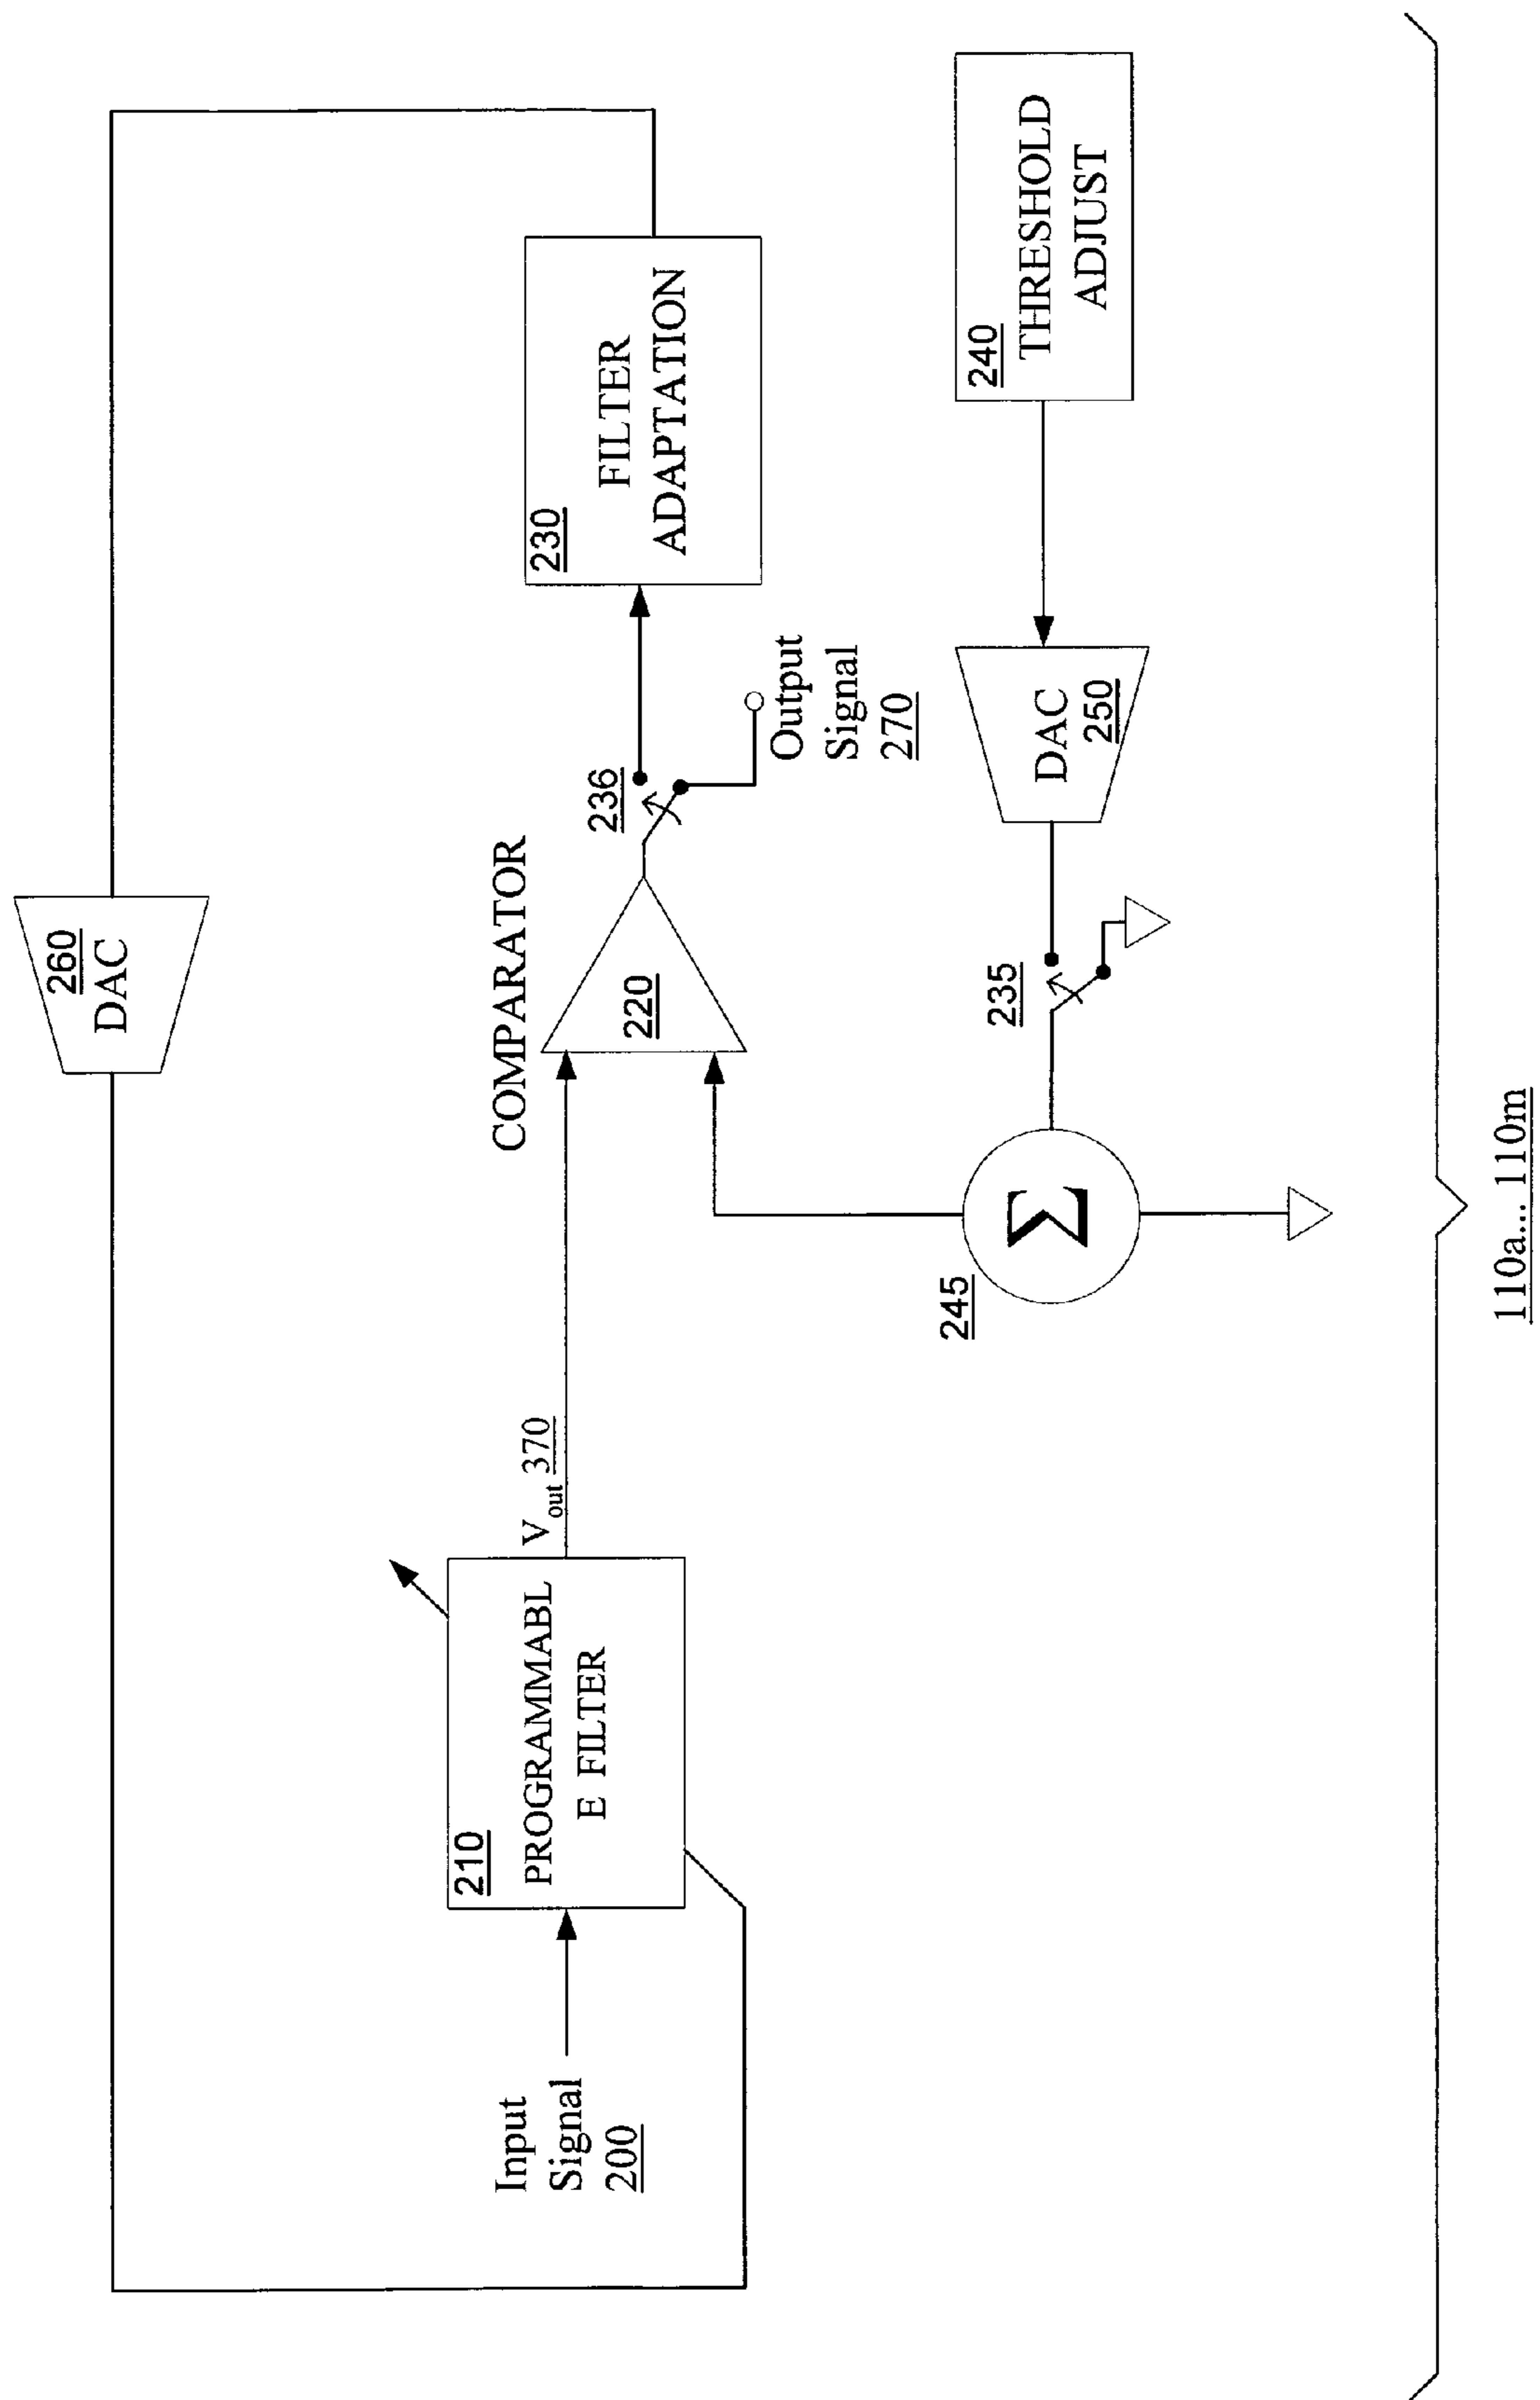 260
DAC
COMPARATOR
220
236
230
FILTER
ADAPTATION
Output
Signal
270
Input
Signal
200
210
PROGRAMMABL
E FILTER
Vout 370
245
Σ
235
DAC
250
240
THRESHOLD
ADJUST
110a... 110m